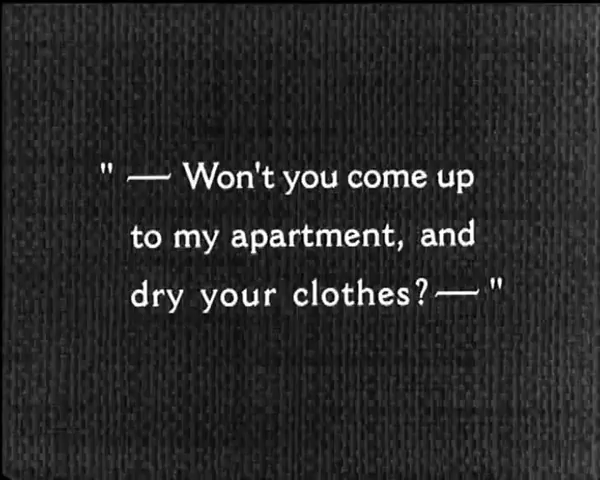 " — Won't you come up
to my apartment, and
dry your clothes? — "